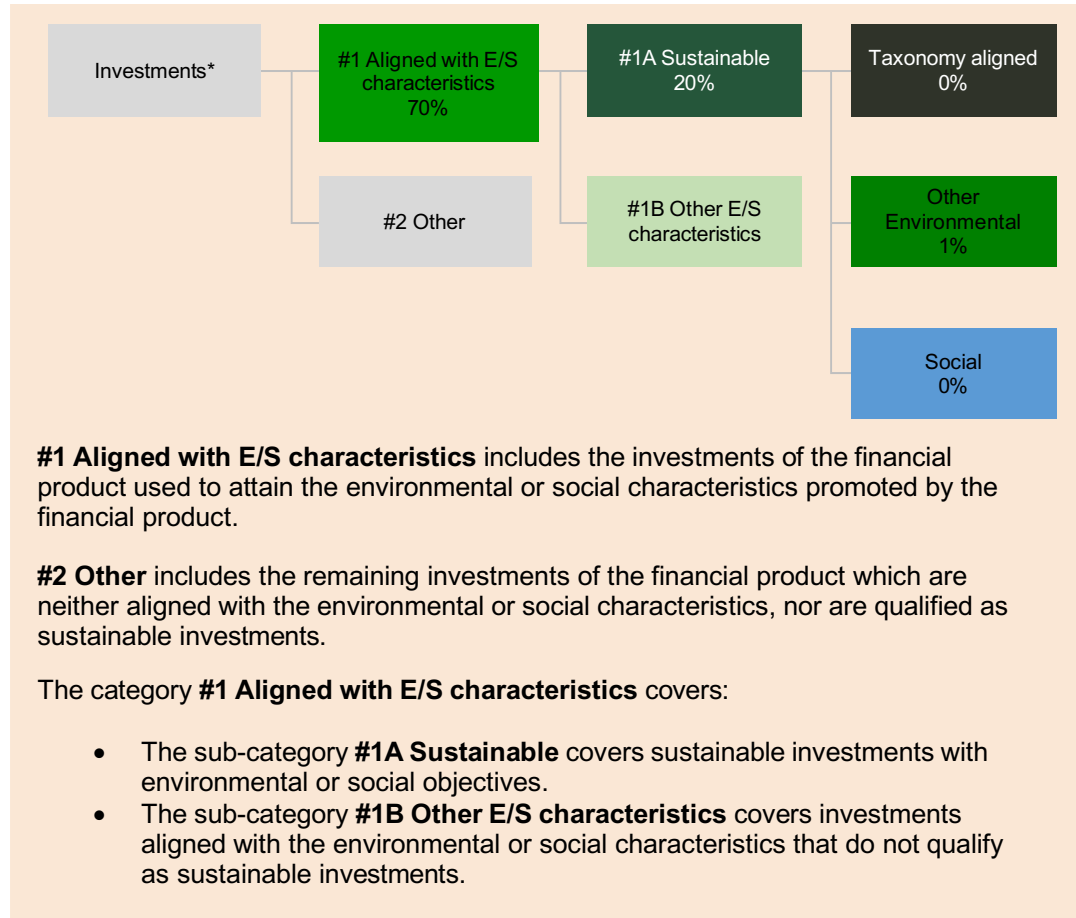 Investments*
#1 Aligned with E/S
characteristics
70%
#1A Sustainable
20%
Taxonomy aligned
0%
#2 Other
#1B Other E/S
characteristics
Other
Environmental
1%
Social
0%
#1 Aligned with E/S characteristics includes the investments of the financial
product used to attain the environmental or social characteristics promoted by the
financial product.
#2 Other includes the remaining investments of the financial product which are
neither aligned with the environmental or social characteristics, nor are qualified as
sustainable investments.
The category #1 Aligned with E/S characteristics covers:
• The sub-category #1A Sustainable covers sustainable investments with
environmental or social objectives.
• The sub-category #1B Other E/S characteristics covers investments
aligned with the environmental or social characteristics that do not qualify
as sustainable investments.